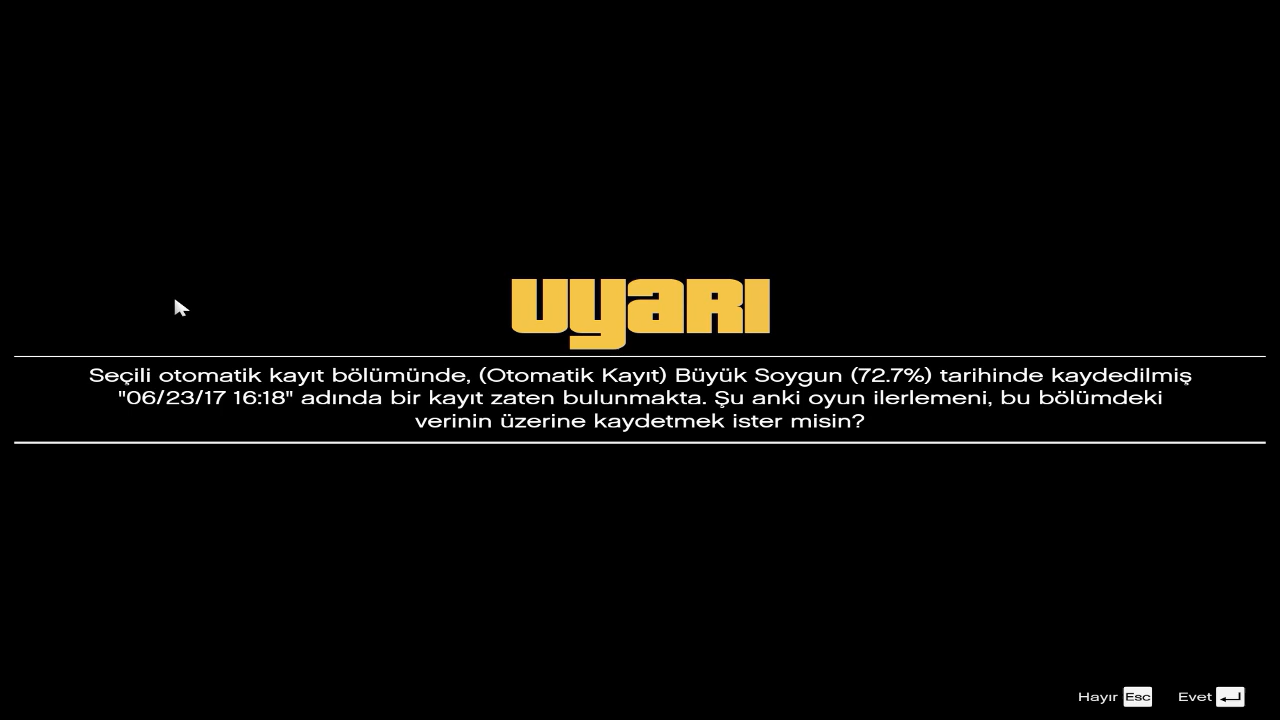 uyarı
Seçili otomatik kayıt bölümünde, (Otomatik Kayıt) Büyük Soygun (72.7%) tarihinde kaydedilmiş
"06/23/17 16:18" adında bir kayıt zaten bulunmakta. Şu anki oyun ilerlemeni, bu bölümdeki
verinin üzerine kaydetmek ister misin?
Hayır Esc Evet